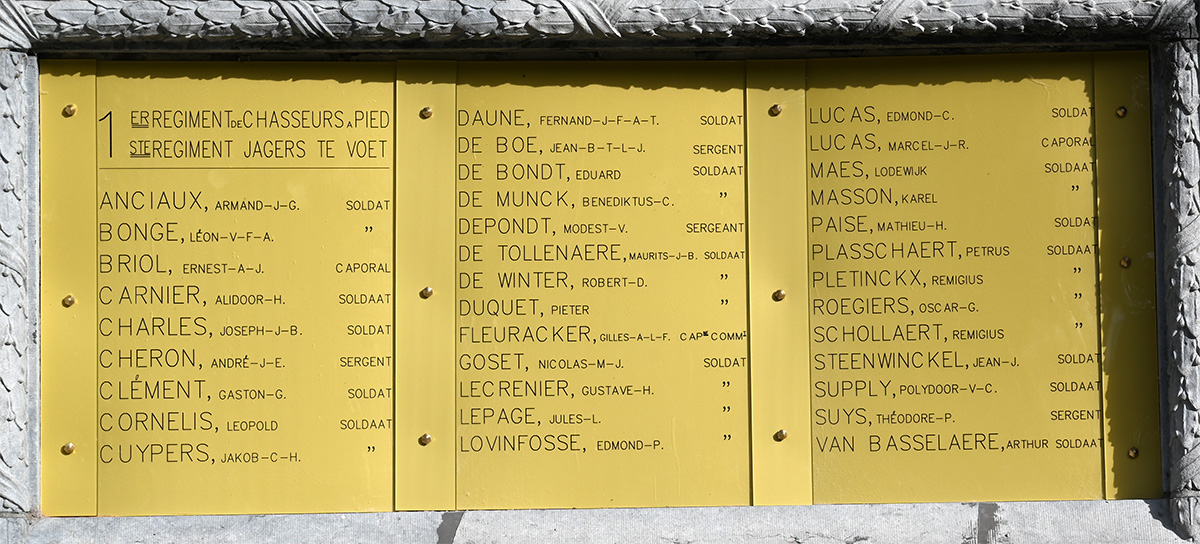 1 ER REGIMENT DE CHASSEURS A PIED
STE REGIMENT JAGERS TE VOET
ANCIAUX, ARMAND-J-G. SOLDAT
BONGE, LÉON-V-F-A. ”
BRIOL, ERNEST-A-J. CAPORAL
CARNIER, ALIDOOR-H. SOLDAAT
CHARLES, JOSEPH-J-B. SOLDAT
CHERON, ANDRÉ-J-E. SERGENT
CLÉMENT, GASTON-G. SOLDAT
CORNELIS, LEOPOLD SOLDAAT
CUYPERS, JAKOB-C-H. ”
DAUNE, FERNAND-J-F-A-T. SOLDAT
DE BOE, JEAN-B-T-L-J. SERGENT
DE BONDT, EDUARD SOLDAAT
DE MUNCK, BENEDIKTUS-C. ”
DEPONDT, MODEST-V. SERGEANT
DE TOLLENAERE, MAURITS-J-B. SOLDAAT
DE WINTER, ROBERT-D. ”
DUQUET, PIETER ”
FLEURACKER, GILLES-A-L-F. CAPNE COMMT
GOSET, NICOLAS-M-J. SOLDAT
LECRENIER, GUSTAVE-H. ”
LEPAGE, JULES-L. ”
LOVINFOSSE, EDMOND-P. ”
LUCAS, EDMOND-C. SOLDAT
LUCAS, MARCEL-J-R. CAPORAL
MAES, LODEWIJK SOLDAAT
MASSON, KAREL ”
PAISE, MATHIEU-H. SOLDAT
PLASSCHAERT, PETRUS SOLDAAT
PLETINCKX, REMIGIUS ”
ROEGIERS, OSCAR-G. ”
SCHOLLAERT, REMIGIUS ”
STEENWINCKEL, JEAN-J. SOLDAT
SUPPLY, POLYDOOR-V-C. SOLDAAT
SUYS, THÉODORE-P. SERGENT
VAN BASSELAERE, ARTHUR SOLDAAT